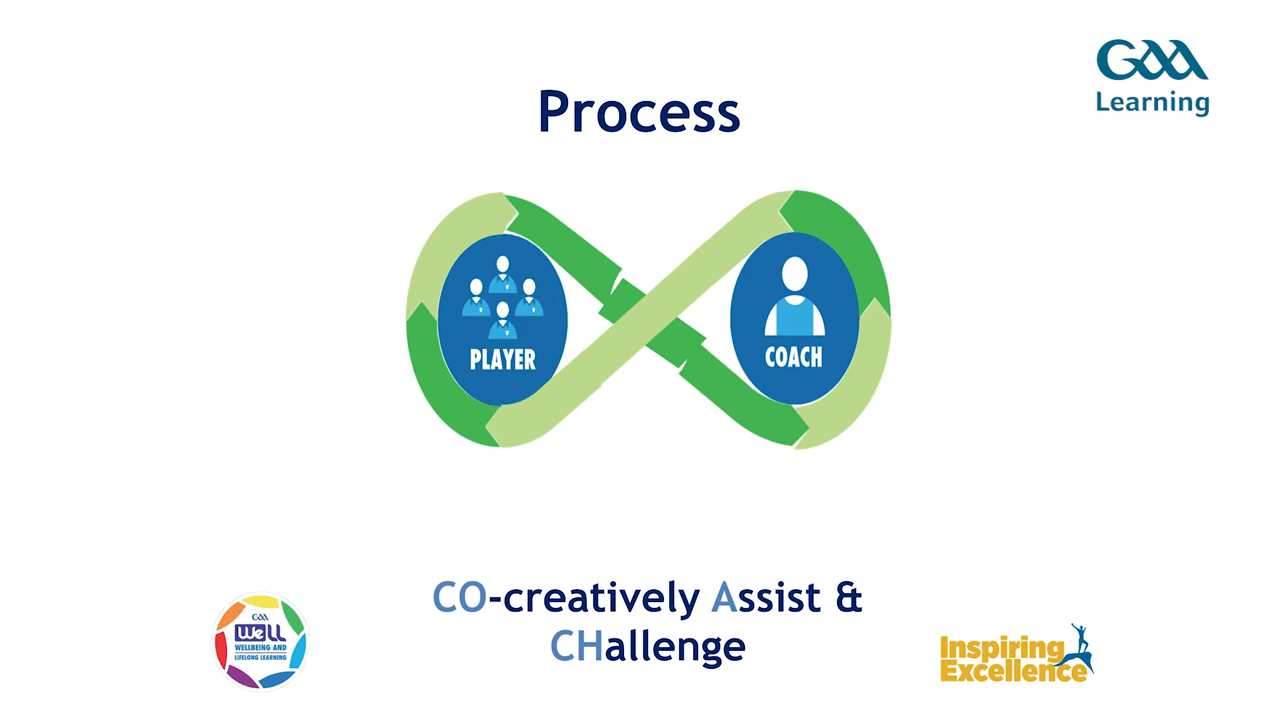 GAA
Learning
Process
PLAYER
COACH
CO-creatively Assist &
CHallenge
GAA
WeLL
WELLBEING AND
LIFELONG LEARNING
Inspiring
Excellence